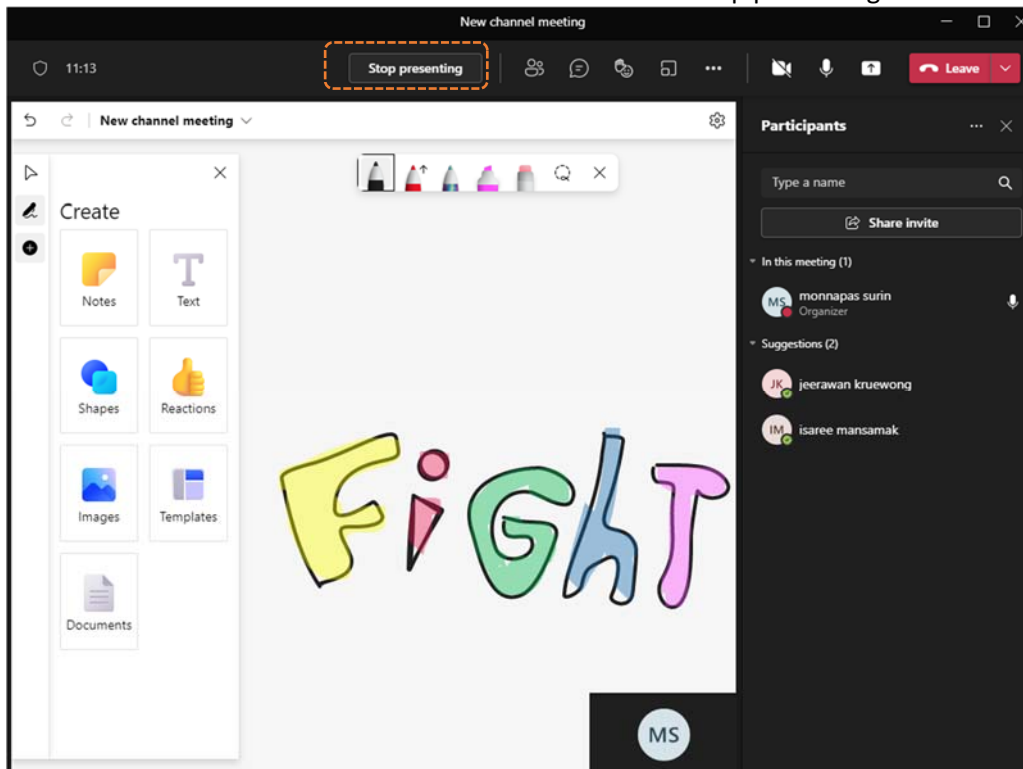 New channel meeting
11:13
Stop presenting
Leave
New channel meeting
Participants
Type a name
Share invite
In this meeting (1)
MS
monnapas surin
Organizer
Suggestions (2)
JK
jeerawan kruewong
IM
isaree mansamak
Create
Notes
Text
Shapes
Reactions
Images
Templates
Documents
FiGhT
MS